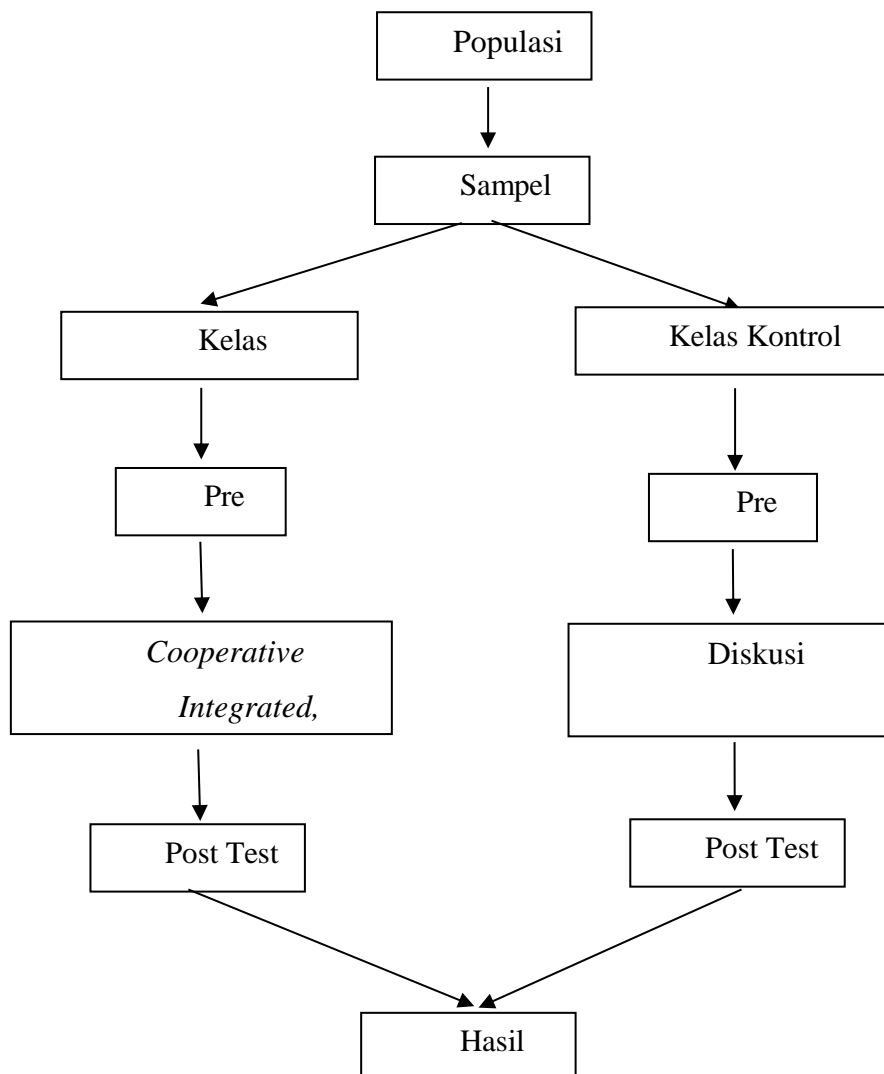 Populasi
Sampel
Kelas
Kelas Kontrol
Pre
Pre
Cooperative
Integrated,
Diskusi
Post Test
Post Test
Hasil